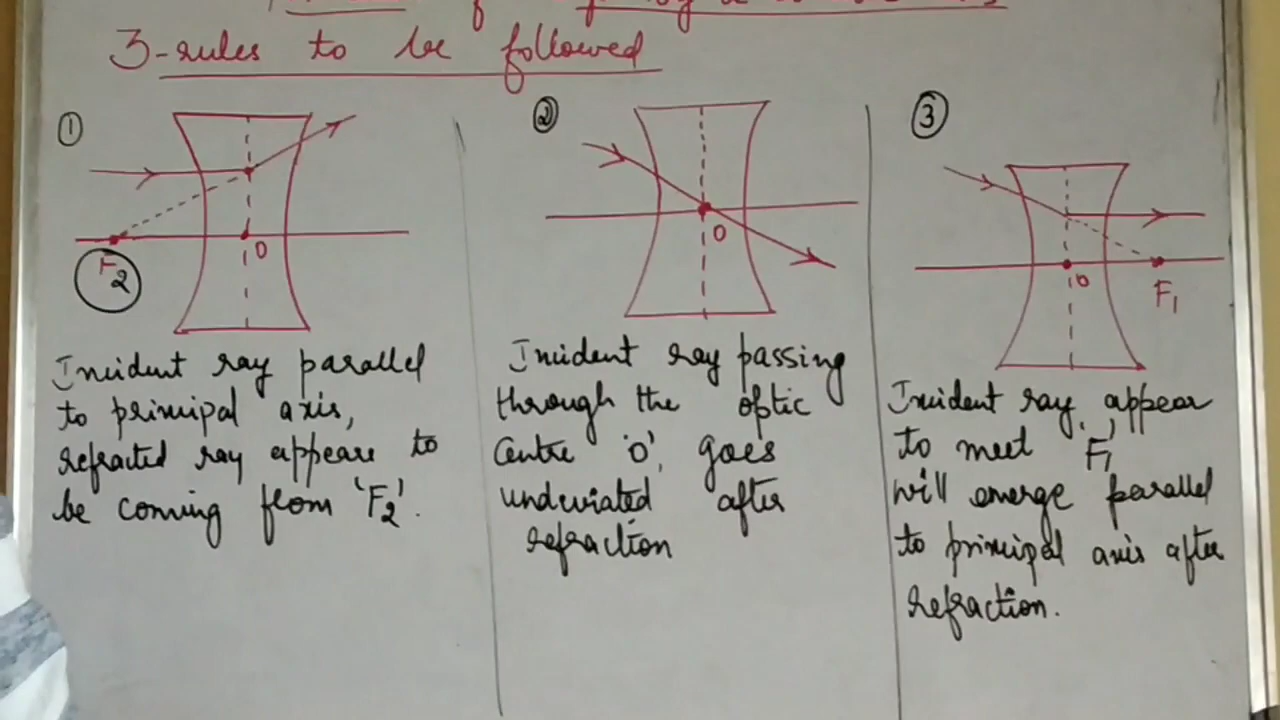 3-rules to be followed
①
F2
O
Incident ray parallel
to principal axis,
refracted ray appears to
be coming from 'F2'.
②
O
Incident ray passing
through the optic
centre 'O', goes
undeviated after
refraction
③
O
F1
Incident ray, appear
to meet 'F1'
will emerge parallel
to principal axis after
refraction.